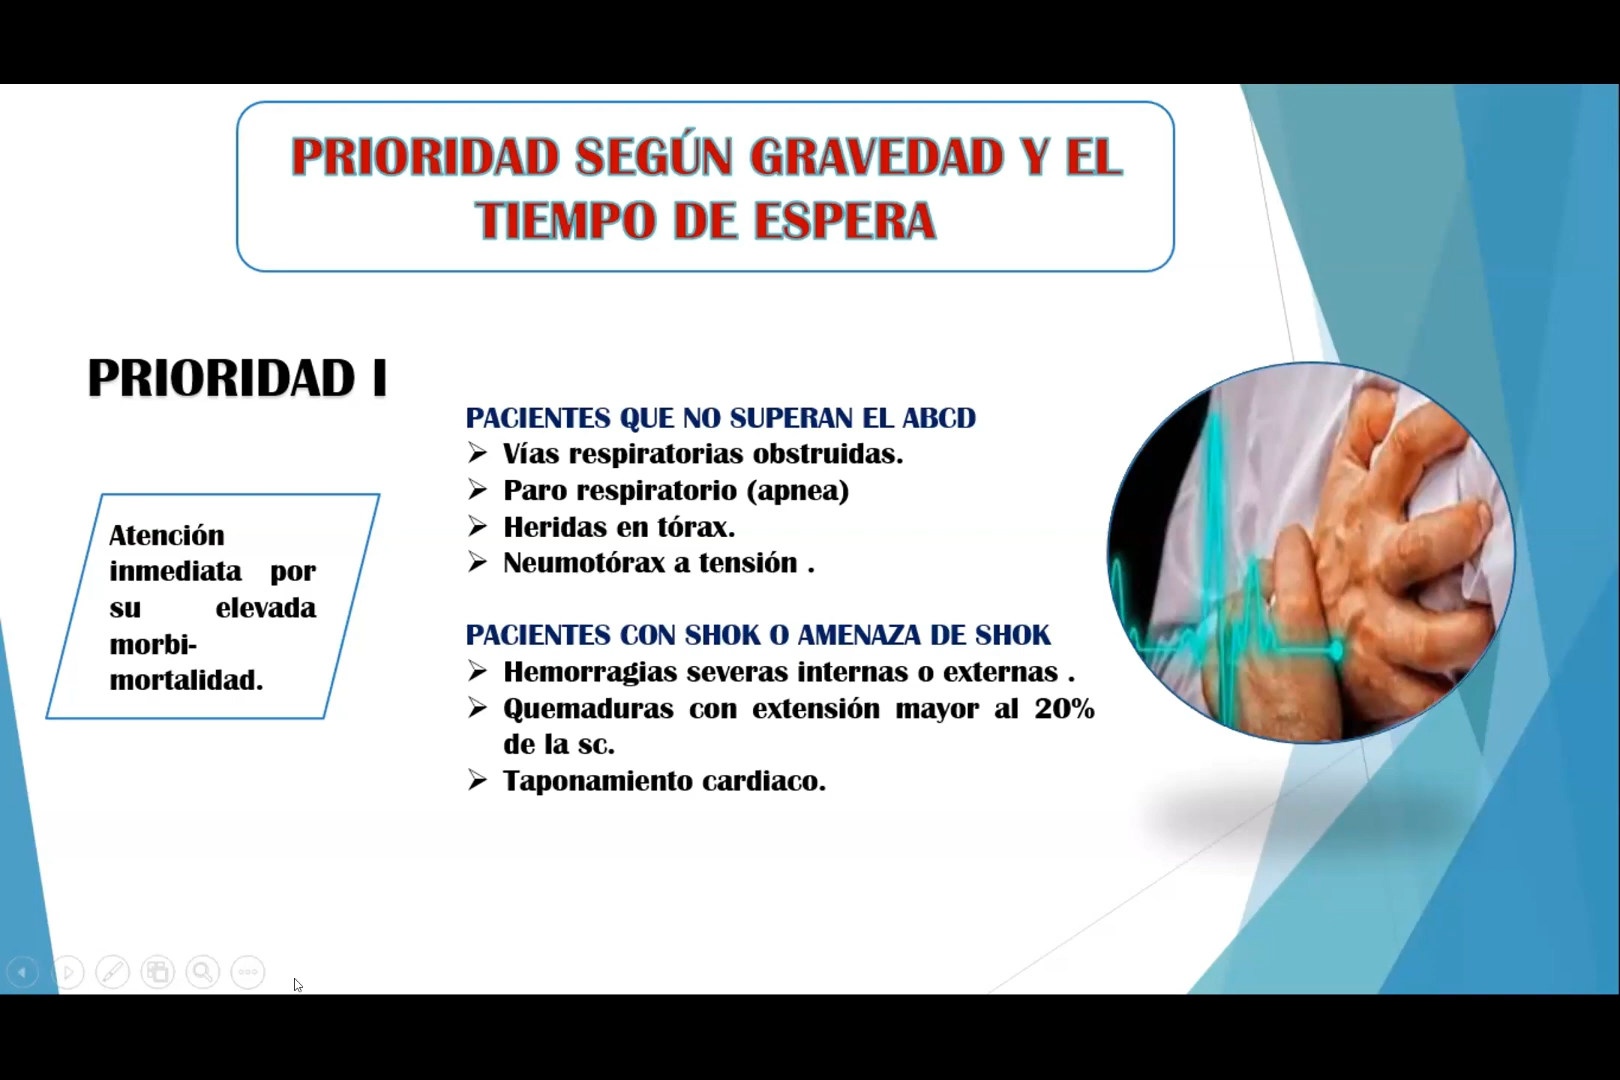 PRIORIDAD SEGÚN GRAVEDAD Y EL
TIEMPO DE ESPERA
PRIORIDAD I
Atención
inmediata por
su elevada
morbi-
mortalidad.
PACIENTES QUE NO SUPERAN EL ABCD
Vías respiratorias obstruidas.
Paro respiratorio (apnea)
Heridas en tórax.
Neumotórax a tensión .
PACIENTES CON SHOK O AMENAZA DE SHOK
Hemorragias severas internas o externas .
Quemaduras con extensión mayor al 20%
de la sc.
Taponamiento cardiaco.